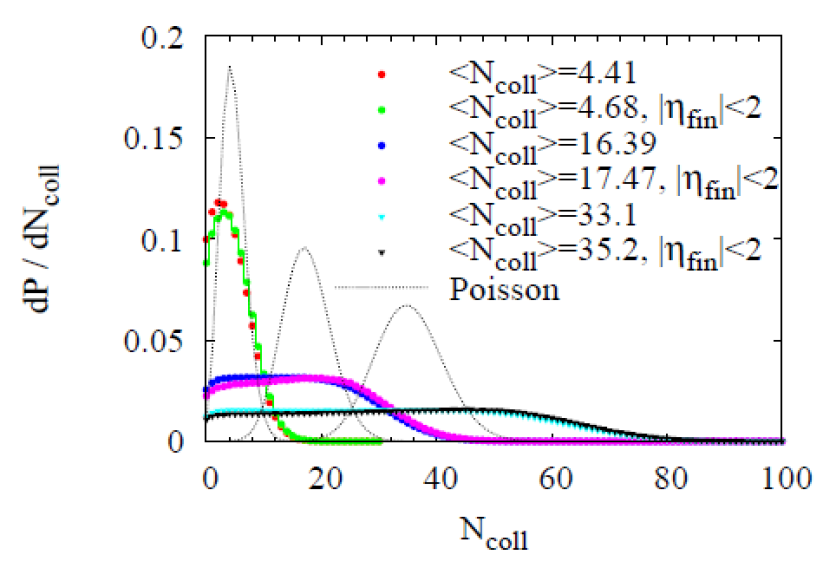 0.2
0.15
0.1
0.05
0
dP / dN_coll
<N_coll>=4.41
<N_coll>=4.68, |η_fin|<2
<N_coll>=16.39
<N_coll>=17.47, |η_fin|<2
<N_coll>=33.1
<N_coll>=35.2, |η_fin|<2
Poisson
0 20 40 60 80 100
N_coll